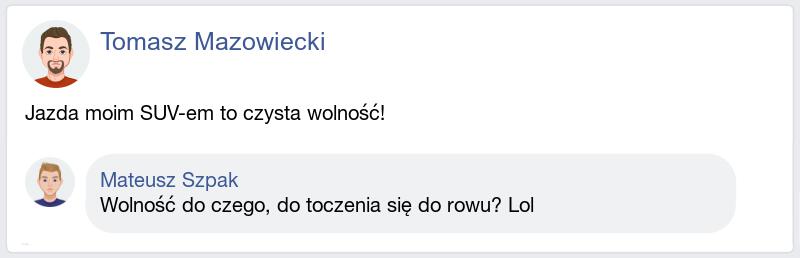 Tomasz Mazowiecki
Jazda moim SUV-em to czysta wolność!
Mateusz Szpak
Wolność do czego, do toczenia się do rowu? Lol